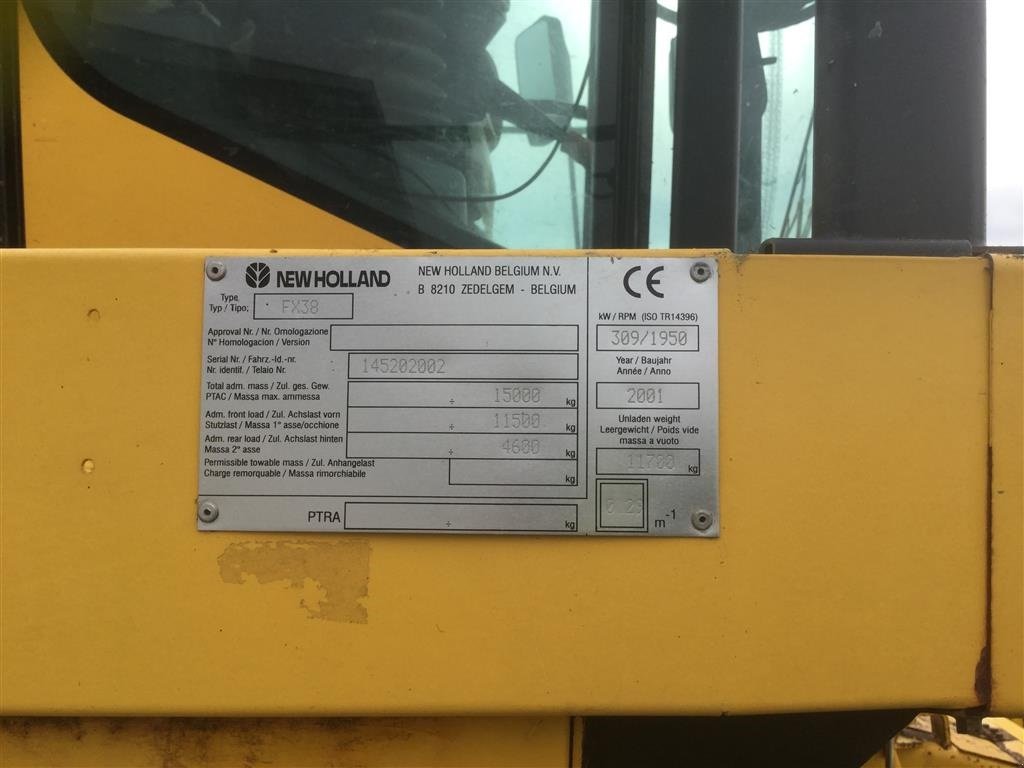 NEW HOLLAND
NEW HOLLAND BELGIUM N.V.
B 8210 ZEDELGEM - BELGIUM
CE
Type
Typ / Tipo; FX38
Approval Nr. / Nr. Omologazione
N° Homologacion / Version
Serial Nr. / Fahrz.-Id.-nr.
Nr. identif. / Telaio Nr. 145202002
Total adm. mass / Zul. ges. Gew.
PTAC / Massa max. ammessa ÷ 15000 kg
Adm. front load / Zul. Achslast vorn
Stutzlast / Massa 1° asse/occhione ÷ 11500 kg
Adm. rear load / Zul. Achslast hinten
Massa 2° asse ÷ 4600 kg
Permissible towable mass / Zul. Anhangelast
Charge remorquable / Massa rimorchiabile kg
PTRA ÷ kg
kW / RPM (ISO TR14396)
309/1950
Year / Baujahr
Année / Anno
2001
Unladen weight
Leergewicht / Poids vide
massa a vuoto
11700 kg
m-1